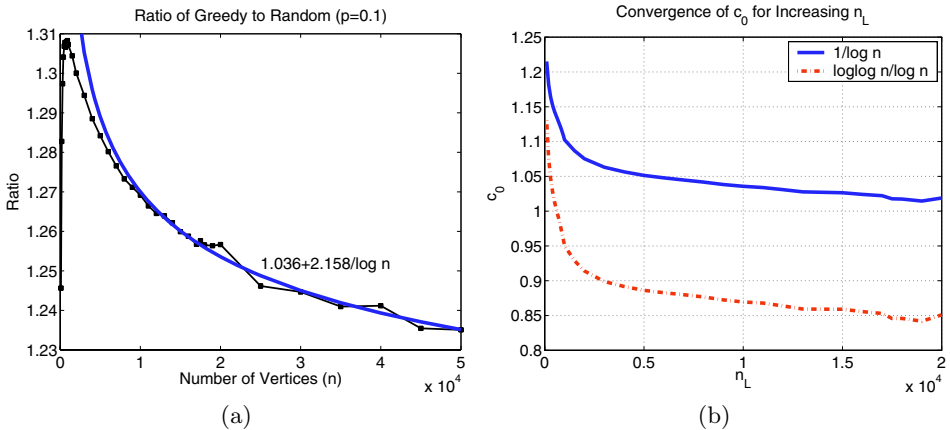 Ratio of Greedy to Random (p=0.1)
1.31
1.3
1.29
1.28
1.27
1.26
1.25
1.24
1.23
Ratio
1.036+2.158/log n
0
1
2
3
4
5
x 10^4
Number of Vertices (n)
(a)
Convergence of c_0 for Increasing n_L
1/log n
loglog n/log n
1.25
1.2
1.15
1.1
1.05
1
0.95
0.9
0.85
0.8
c_0
0
0.5
1
1.5
2
x 10^4
n_L
(b)